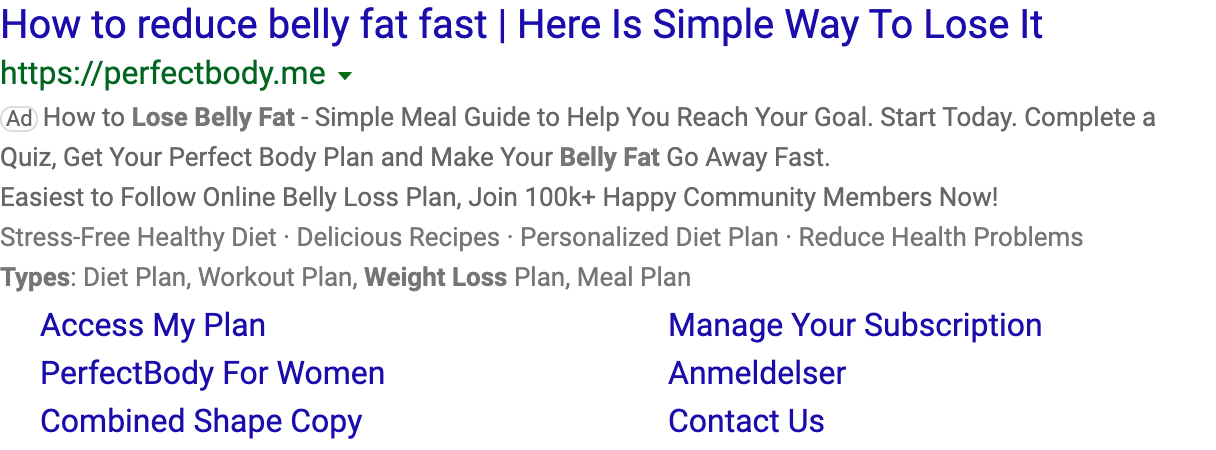 How to reduce belly fat fast | Here Is Simple Way To Lose It
https://perfectbody.me
Ad How to Lose Belly Fat - Simple Meal Guide to Help You Reach Your Goal. Start Today. Complete a
Quiz, Get Your Perfect Body Plan and Make Your Belly Fat Go Away Fast.
Easiest to Follow Online Belly Loss Plan, Join 100k+ Happy Community Members Now!
Stress-Free Healthy Diet · Delicious Recipes · Personalized Diet Plan · Reduce Health Problems
Types: Diet Plan, Workout Plan, Weight Loss Plan, Meal Plan
Access My Plan
Manage Your Subscription
PerfectBody For Women
Anmeldelser
Combined Shape Copy
Contact Us